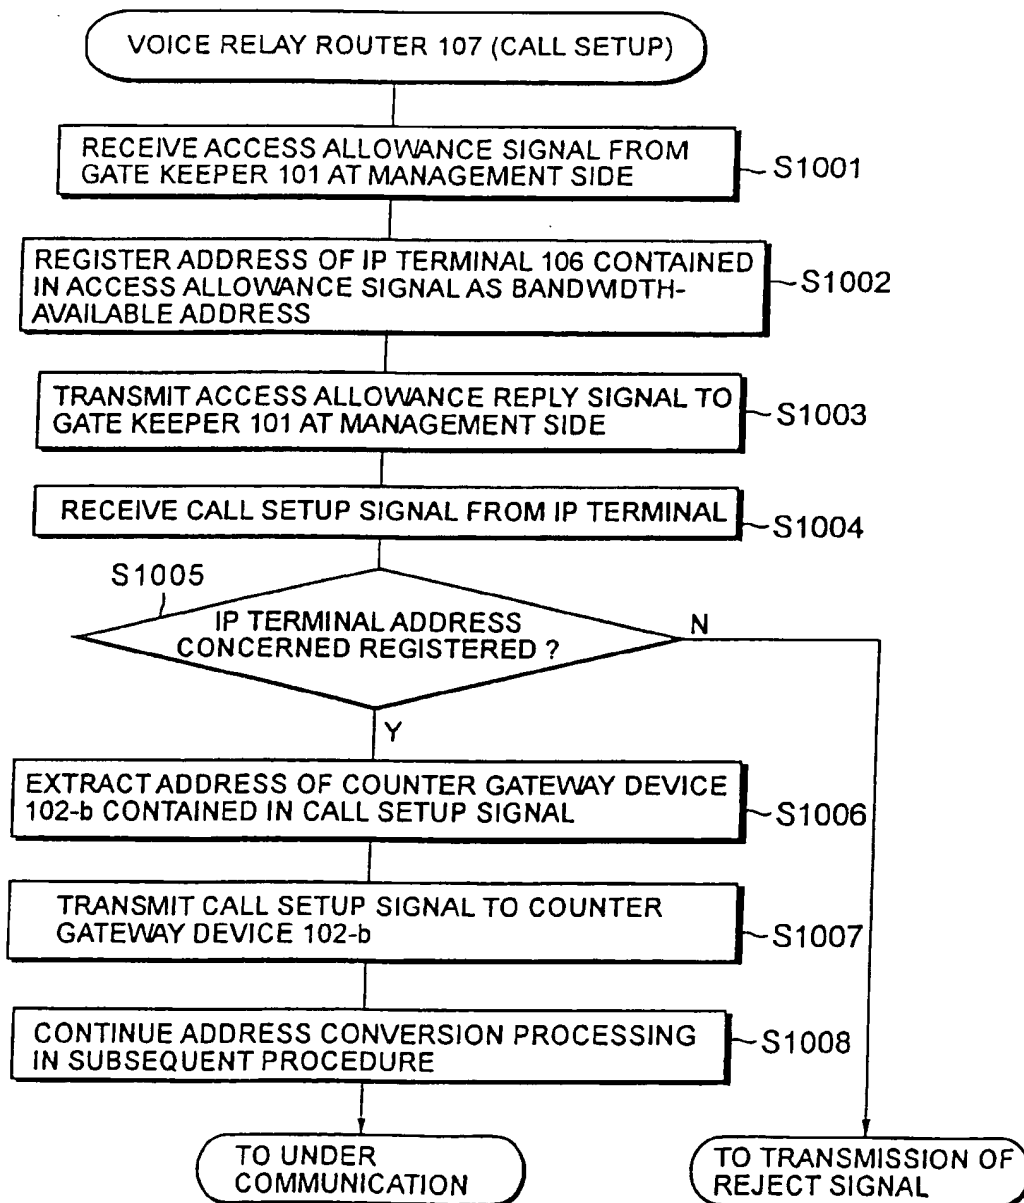 VOICE RELAY ROUTER 107 (CALL SETUP)
RECEIVE ACCESS ALLOWANCE SIGNAL FROM
GATE KEEPER 101 AT MANAGEMENT SIDE
S1001
REGISTER ADDRESS OF IP TERMINAL 106 CONTAINED
IN ACCESS ALLOWANCE SIGNAL AS BANDWIDTH-
AVAILABLE ADDRESS
S1002
TRANSMIT ACCESS ALLOWANCE REPLY SIGNAL TO
GATE KEEPER 101 AT MANAGEMENT SIDE
S1003
RECEIVE CALL SETUP SIGNAL FROM IP TERMINAL
S1004
S1005
IP TERMINAL ADDRESS
CONCERNED REGISTERED ?
N
Y
EXTRACT ADDRESS OF COUNTER GATEWAY DEVICE
102-b CONTAINED IN CALL SETUP SIGNAL
S1006
TRANSMIT CALL SETUP SIGNAL TO COUNTER
GATEWAY DEVICE 102-b
S1007
CONTINUE ADDRESS CONVERSION PROCESSING
IN SUBSEQUENT PROCEDURE
S1008
TO UNDER
COMMUNICATION
TO TRANSMISSION OF
REJECT SIGNAL